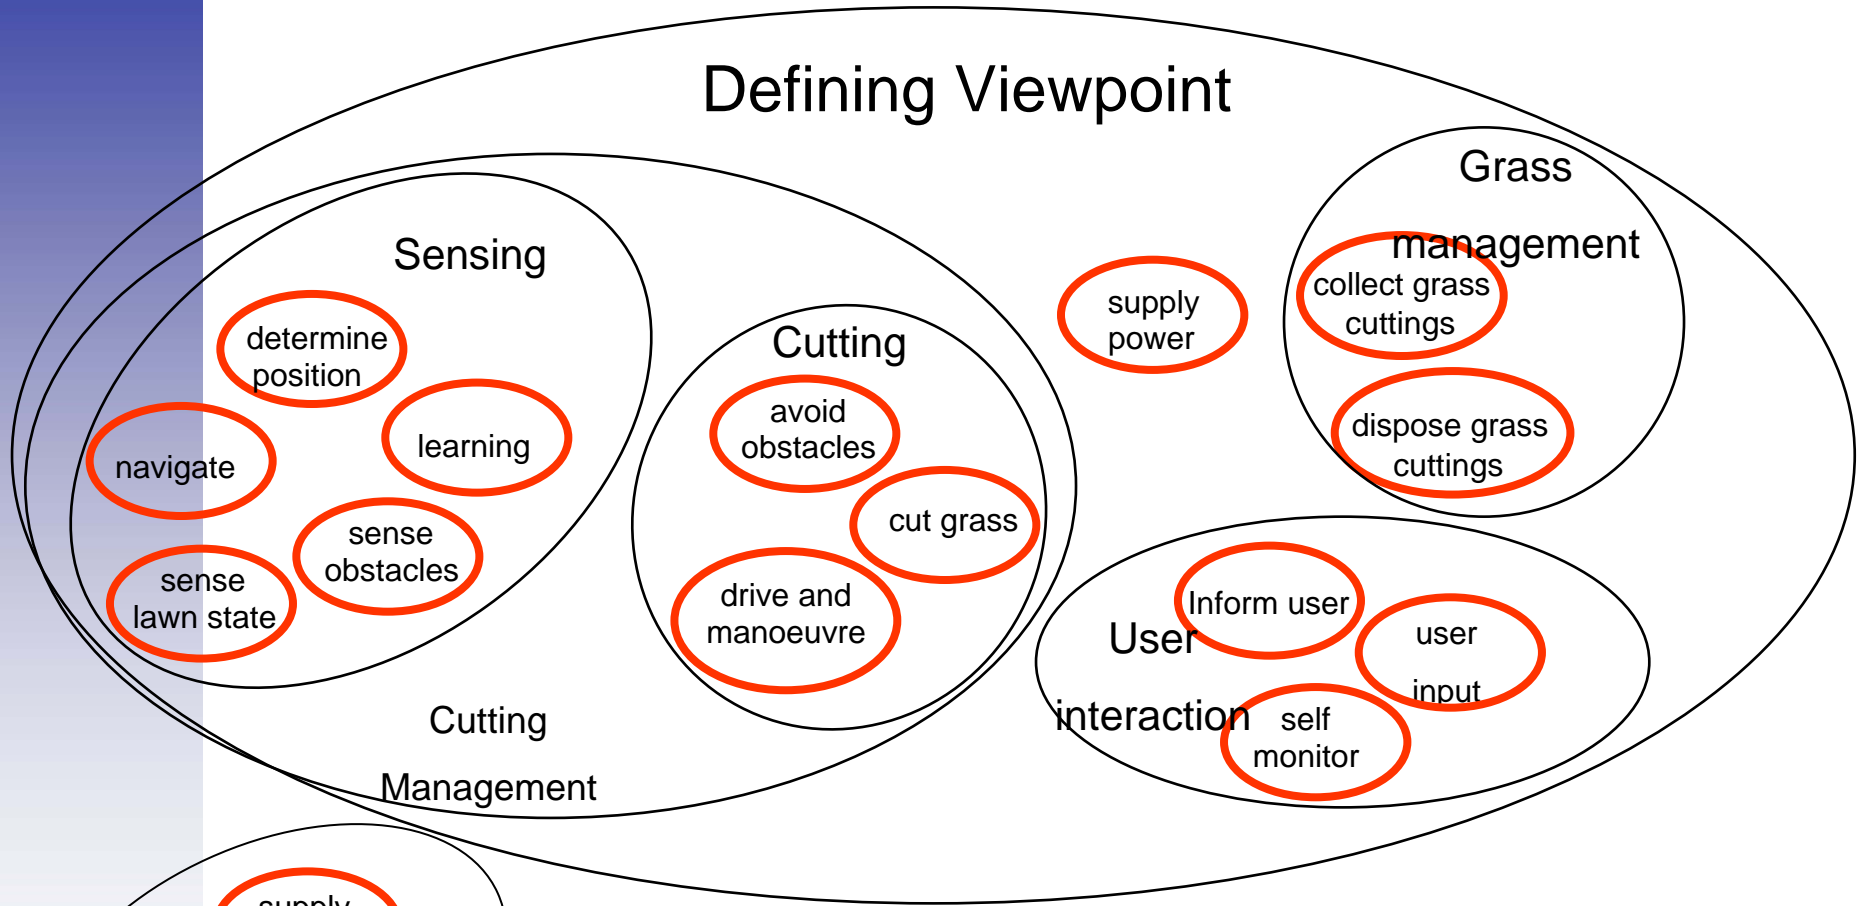 Defining Viewpoint
Grass
management
collect grass
cuttings
dispose grass
cuttings
supply
power
Sensing
determine
position
learning
navigate
sense
obstacles
sense
lawn state
Cutting
avoid
obstacles
cut grass
drive and
manoeuvre
Cutting
Management
User
interaction
Inform user
user
input
self
monitor
supply